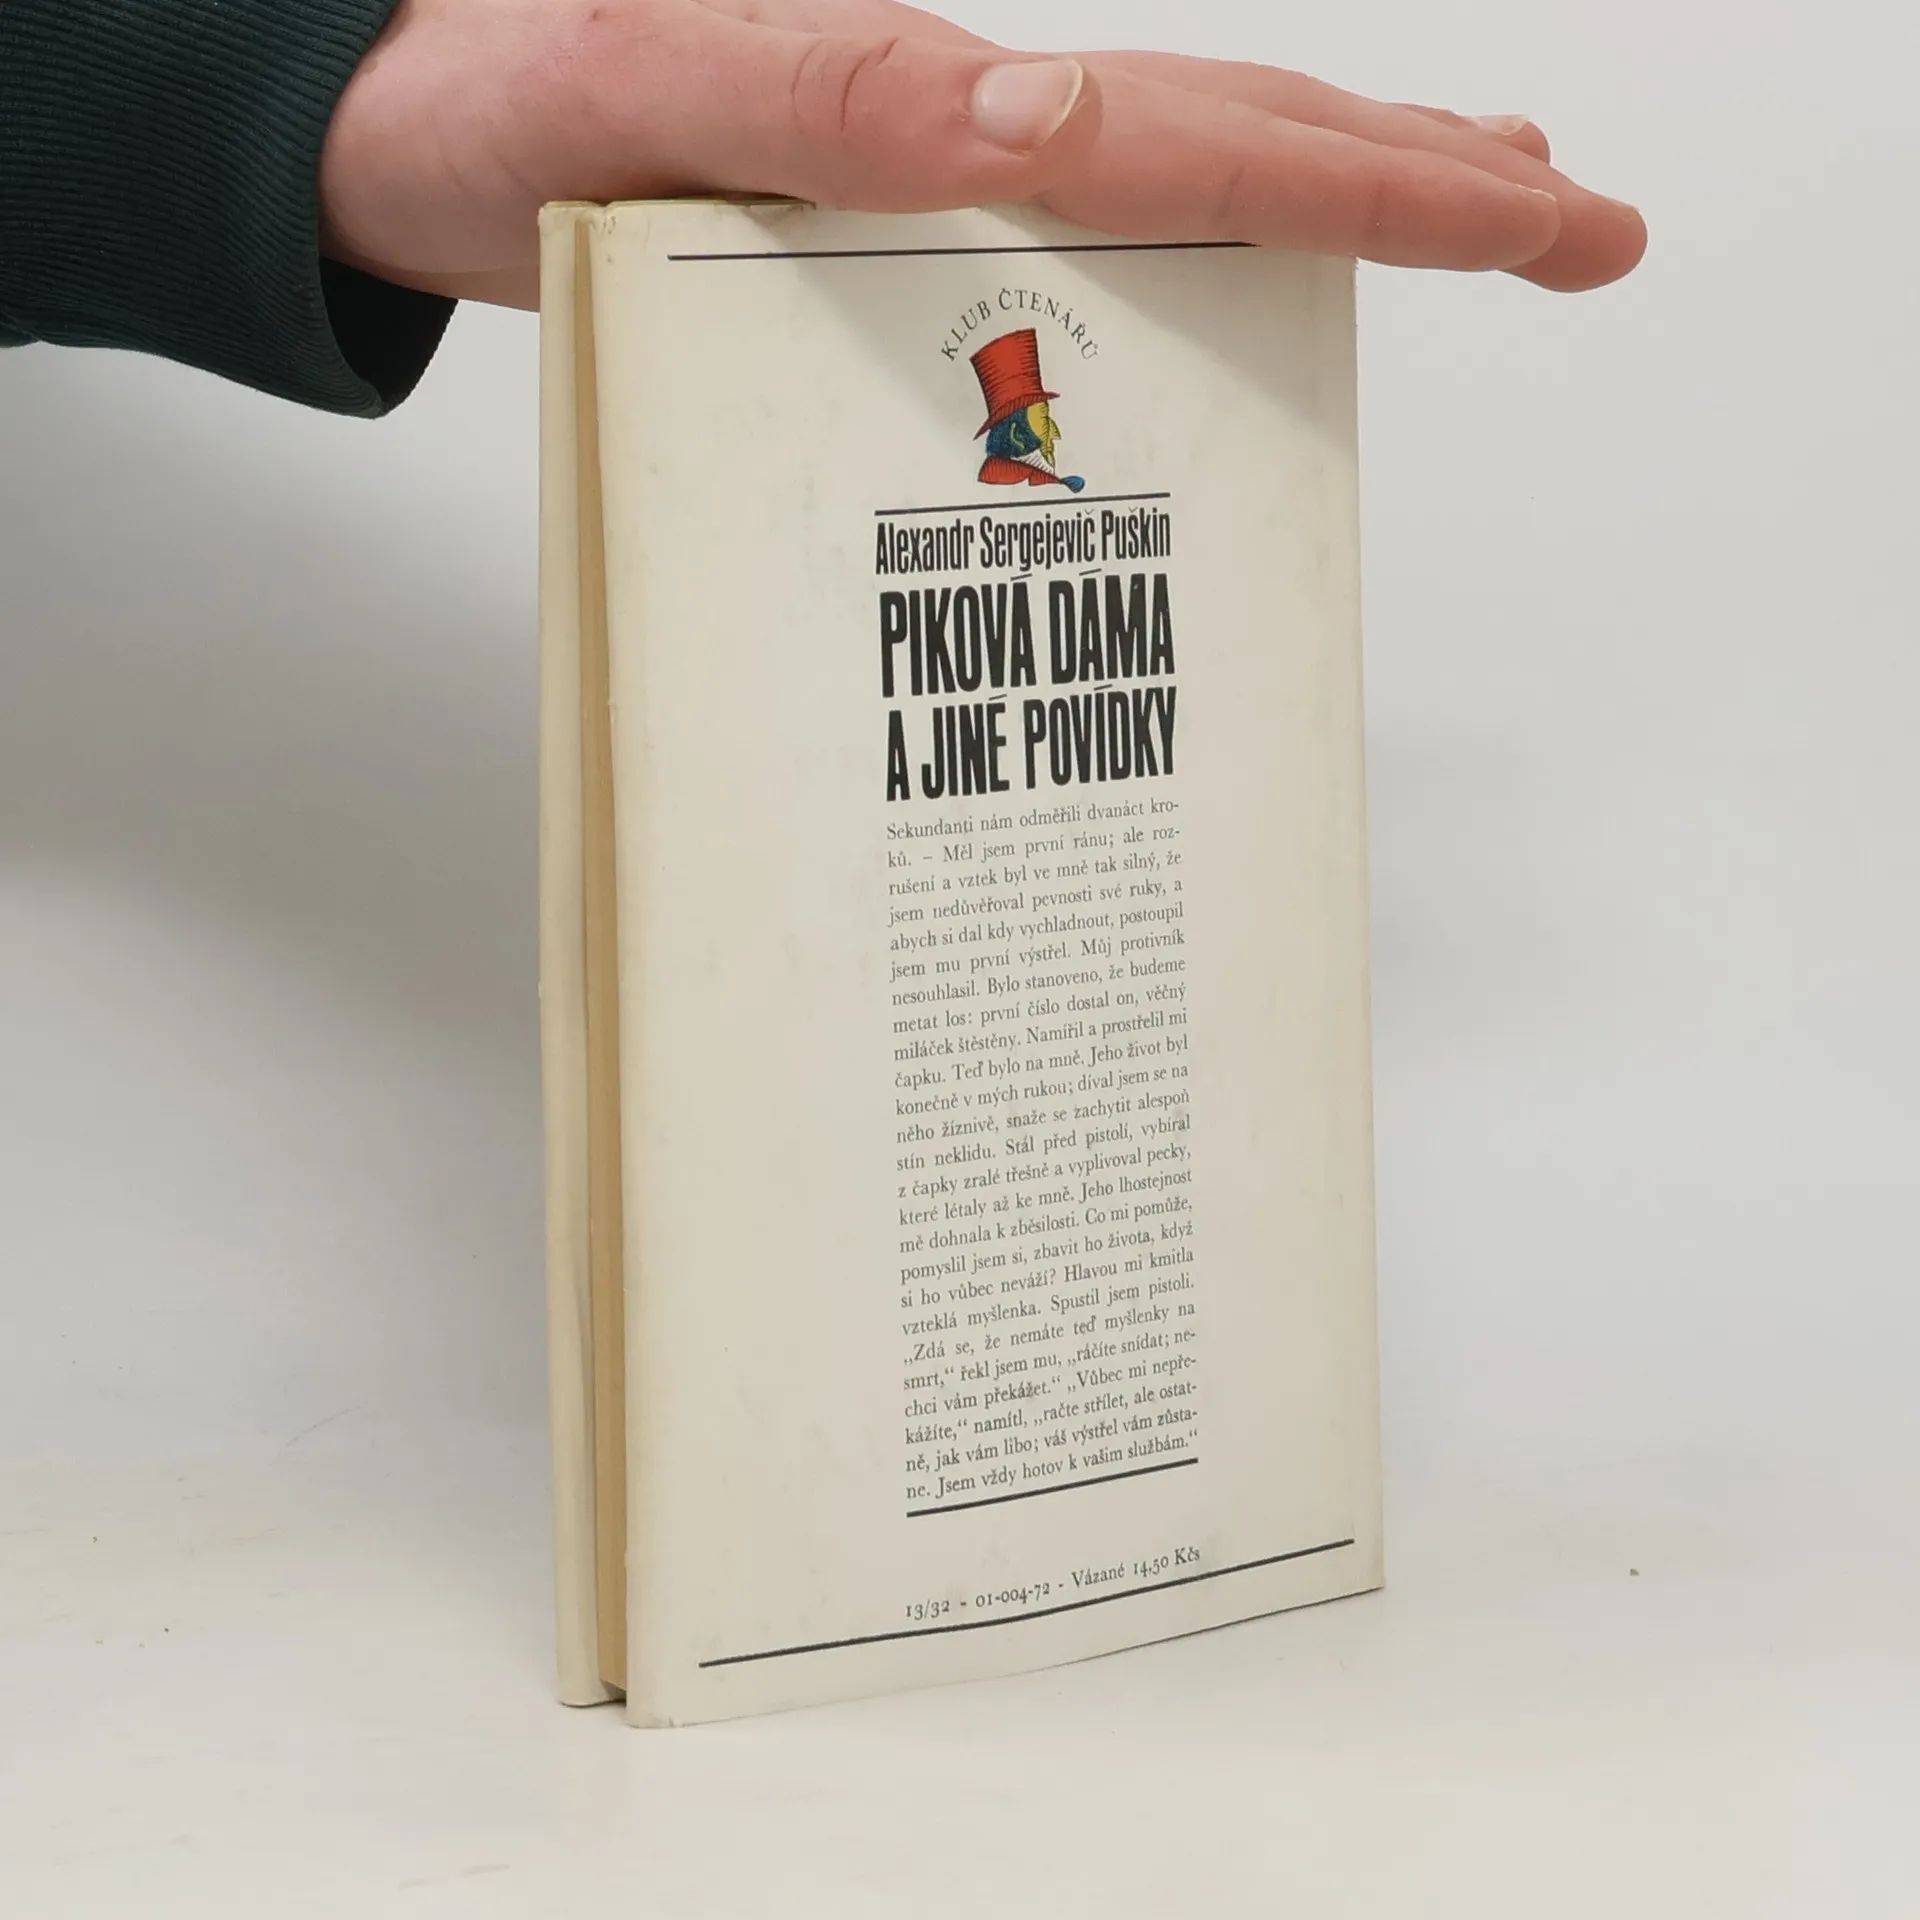 KLUB ČTENÁŘŮ
Alexandr Sergejevič Puškin
PIKOVÁ DÁMA
A JINÉ POVÍDKY
Sekundanti nám odměřili dvanáct kro-
ků. – Měl jsem první ránu; ale roz-
rušení a vztek byl ve mně tak silný, že
jsem nedůvěřoval pevnosti své ruky, a
abych si dal kdy vychladnout, postoupil
jsem mu první výstřel. Můj protivník
nesouhlasil. Bylo stanoveno, že budeme
metat los: první číslo dostal on, věčný
miláček štěstěny. Namířil a prostřelil mi
čapku. Teď bylo na mně. Jeho život byl
konečně v mých rukou; díval jsem se na
něho žíznivě, snaže se zachytit alespoň
stín neklidu. Stál před pistolí, vybíral
z čapky zralé třešně a vyplivoval pecky,
které létaly až ke mně. Jeho lhostejnost
mě dohnala k zběsilosti. Co mi pomůže,
pomyslil jsem si, zbavit ho života, když
si ho vůbec neváží? Hlavou mi kmitla
vzteklá myšlenka. Spustil jsem pistoli.
„Zdá se, že nemáte teď myšlenky na
smrt,“ řekl jsem mu, „ráčíte snídat; ne-
chci vám překážet.“ „Vůbec mi nepře-
kážíte,“ namítl, „račte střílet, ale ostat-
ně, jak vám libo; váš výstřel vám zůsta-
ne. Jsem vždy hotov k vašim službám.“
13/32 - 01-004-72 - Vázané 14,50 Kčs